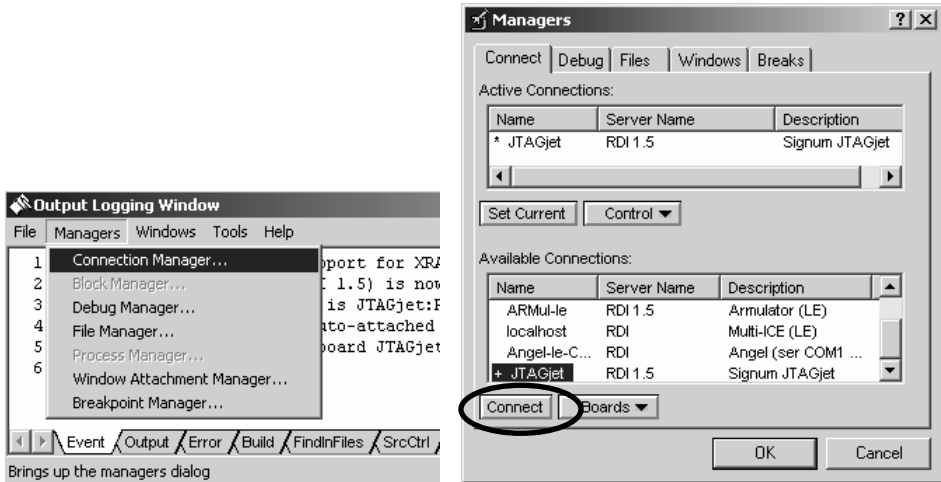 Output Logging Window
File Managers Windows Tools Help
Connection Manager...
Block Manager...
Debug Manager...
File Manager...
Process Manager...
Window Attachment Manager...
Breakpoint Manager...
1 pport for XRA
2 I 1.5) is now
3 is JTAGjet:
4 uto-attached
5 board JTAGjet
6
Event Output Error Build FindInFiles SrcCtrl
Brings up the managers dialog
Managers
Connect Debug Files Windows Breaks
Active Connections:
Name Server Name Description
* JTAGjet RDI 1.5 Signum JTAGjet
Set Current Control
Available Connections:
Name Server Name Description
ARMul-le RDI 1.5 Armulator (LE)
localhost RDI Multi-ICE (LE)
Angel-le-C... RDI Angel (ser COM1 ...
+ JTAGjet RDI 1.5 Signum JTAGjet
Connect Boards
OK Cancel